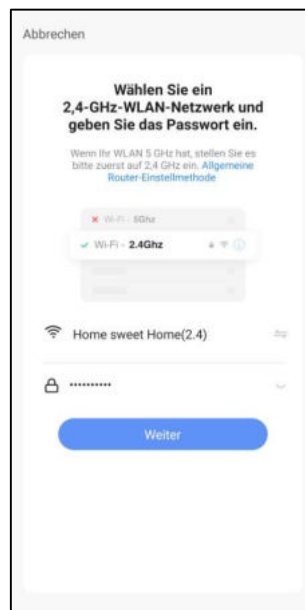 Abbrechen
Wählen Sie ein
2,4-GHz-WLAN-Netzwerk und
geben Sie das Passwort ein.
Wenn Ihr WLAN 5 GHz hat, stellen Sie es
bitte zuerst auf 2,4 GHz ein. Allgemeine
Router-Einstellmethode
Wi-Fi - 5Ghz
Wi-Fi - 2.4Ghz
Home sweet Home(2.4)
••••••••••
Weiter